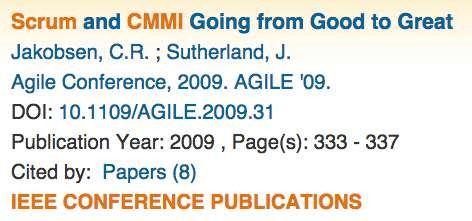 Scrum and CMMI Going from Good to Great
Jakobsen, C.R. ; Sutherland, J.
Agile Conference, 2009. AGILE '09.
DOI: 10.1109/AGILE.2009.31
Publication Year: 2009 , Page(s): 333 - 337
Cited by: Papers (8)
IEEE CONFERENCE PUBLICATIONS